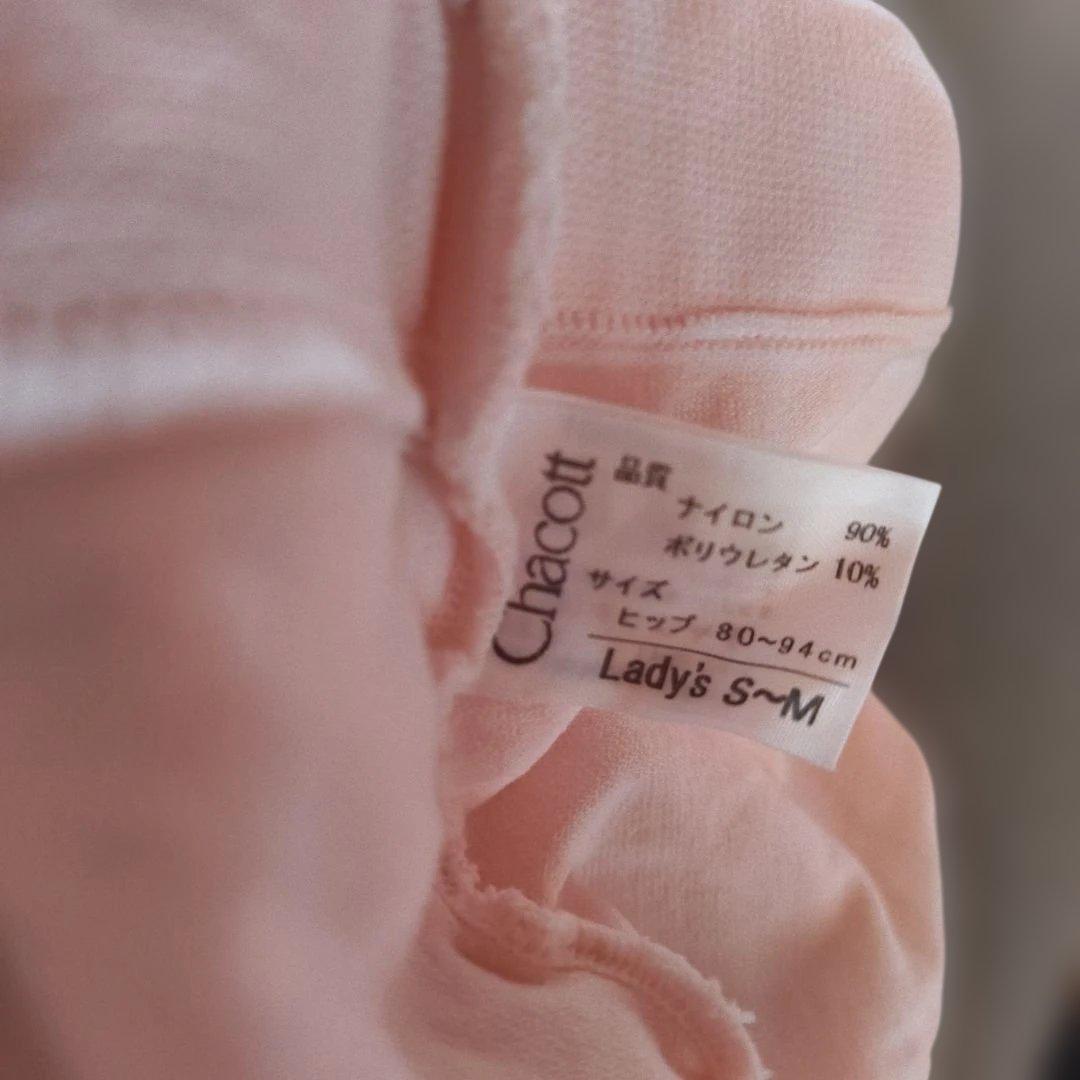 Chacott
品質
ナイロン 90%
ポリウレタン 10%
サイズ
ヒップ 80~94cm
Lady's S~M